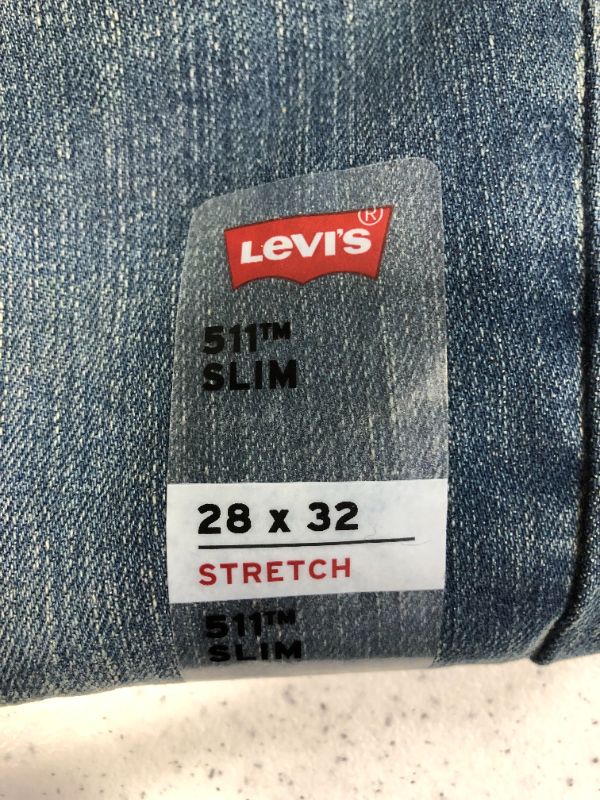 LEVI'S®
511™
SLIM
28 x 32
STRETCH
511™
SLIM